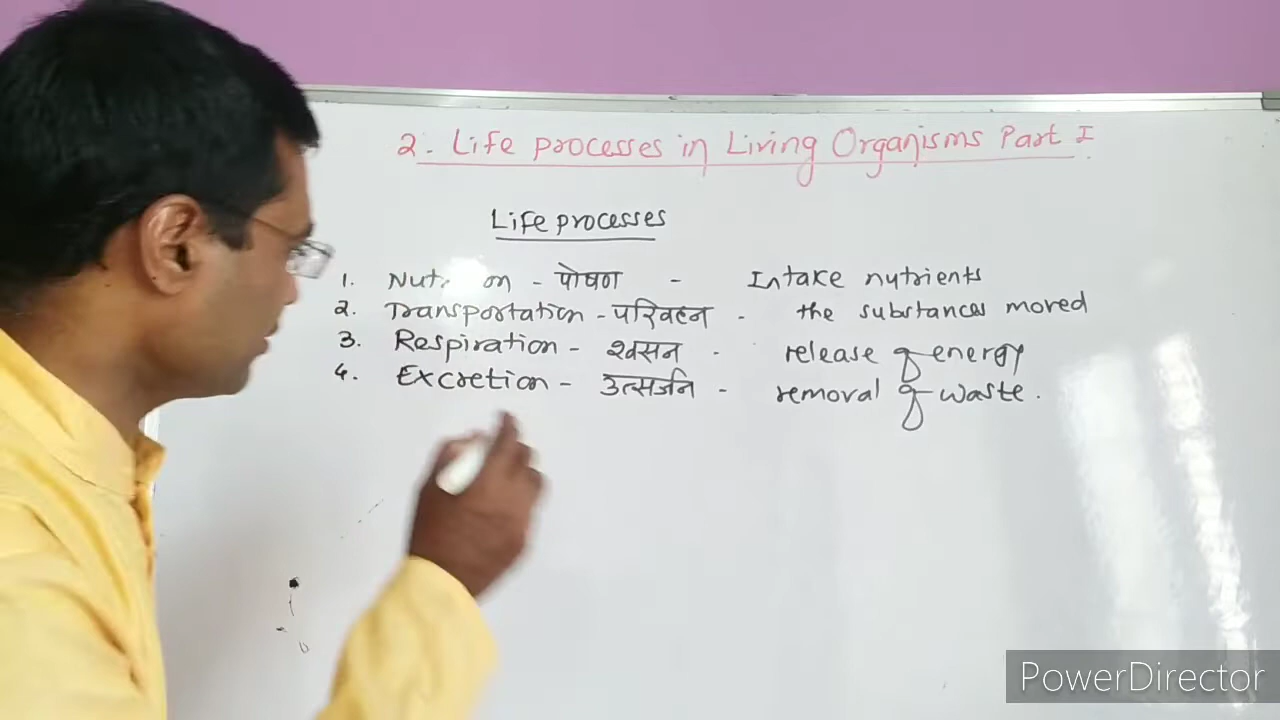 2. Life processes in Living Organisms Part I
Life processes
1. Nutr on - पोषण - Intake nutrients
2. Transportation - परिवहन - the substances moved
3. Respiration - श्वसन - release of energy
4. Excretion - उत्सर्जन - removal of waste.
PowerDirector